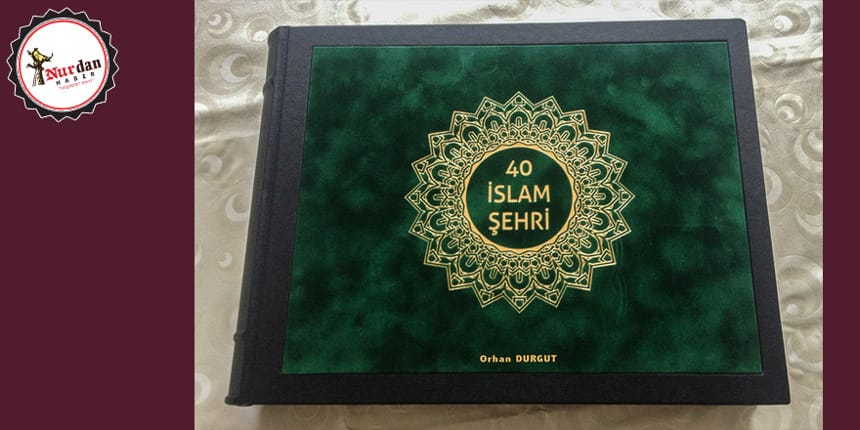 Nurdan
HABER
40
İSLAM
ŞEHRİ
Orhan DURGUT